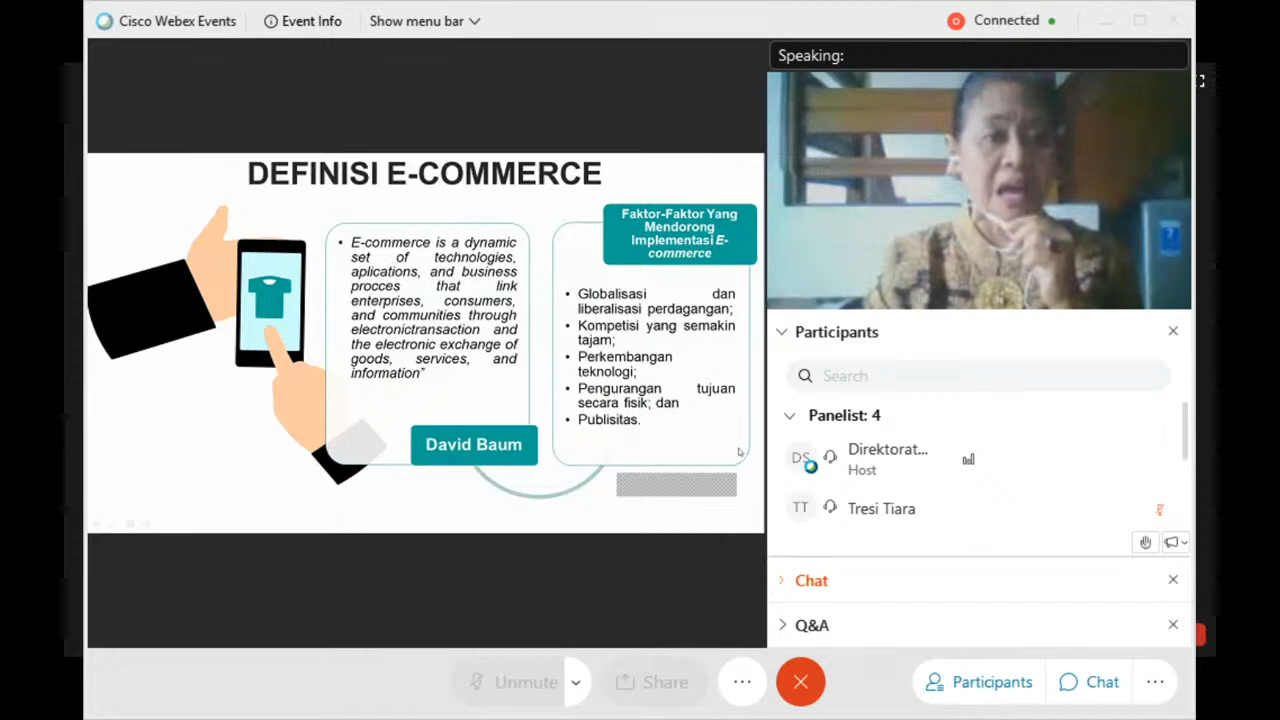 Cisco Webex Events
Event Info
Show menu bar
Connected
Speaking:
DEFINISI E-COMMERCE
• E-commerce is a dynamic
set of technologies,
aplications, and business
procces that link
enterprises, consumers,
and communities through
electronictransaction and
the electronic exchange of
goods, services, and
information”
David Baum
Faktor-Faktor Yang
Mendorong
Implementasi E-
commerce
• Globalisasi dan
liberalisasi perdagangan;
• Kompetisi yang semakin
tajam;
• Perkembangan
teknologi;
• Pengurangan tujuan
secara fisik; dan
• Publisitas.
Participants
Search
Panelist: 4
DS
Direktorat...
Host
TT
Tresi Tiara
Chat
Q&A
Unmute
Share
Participants
Chat